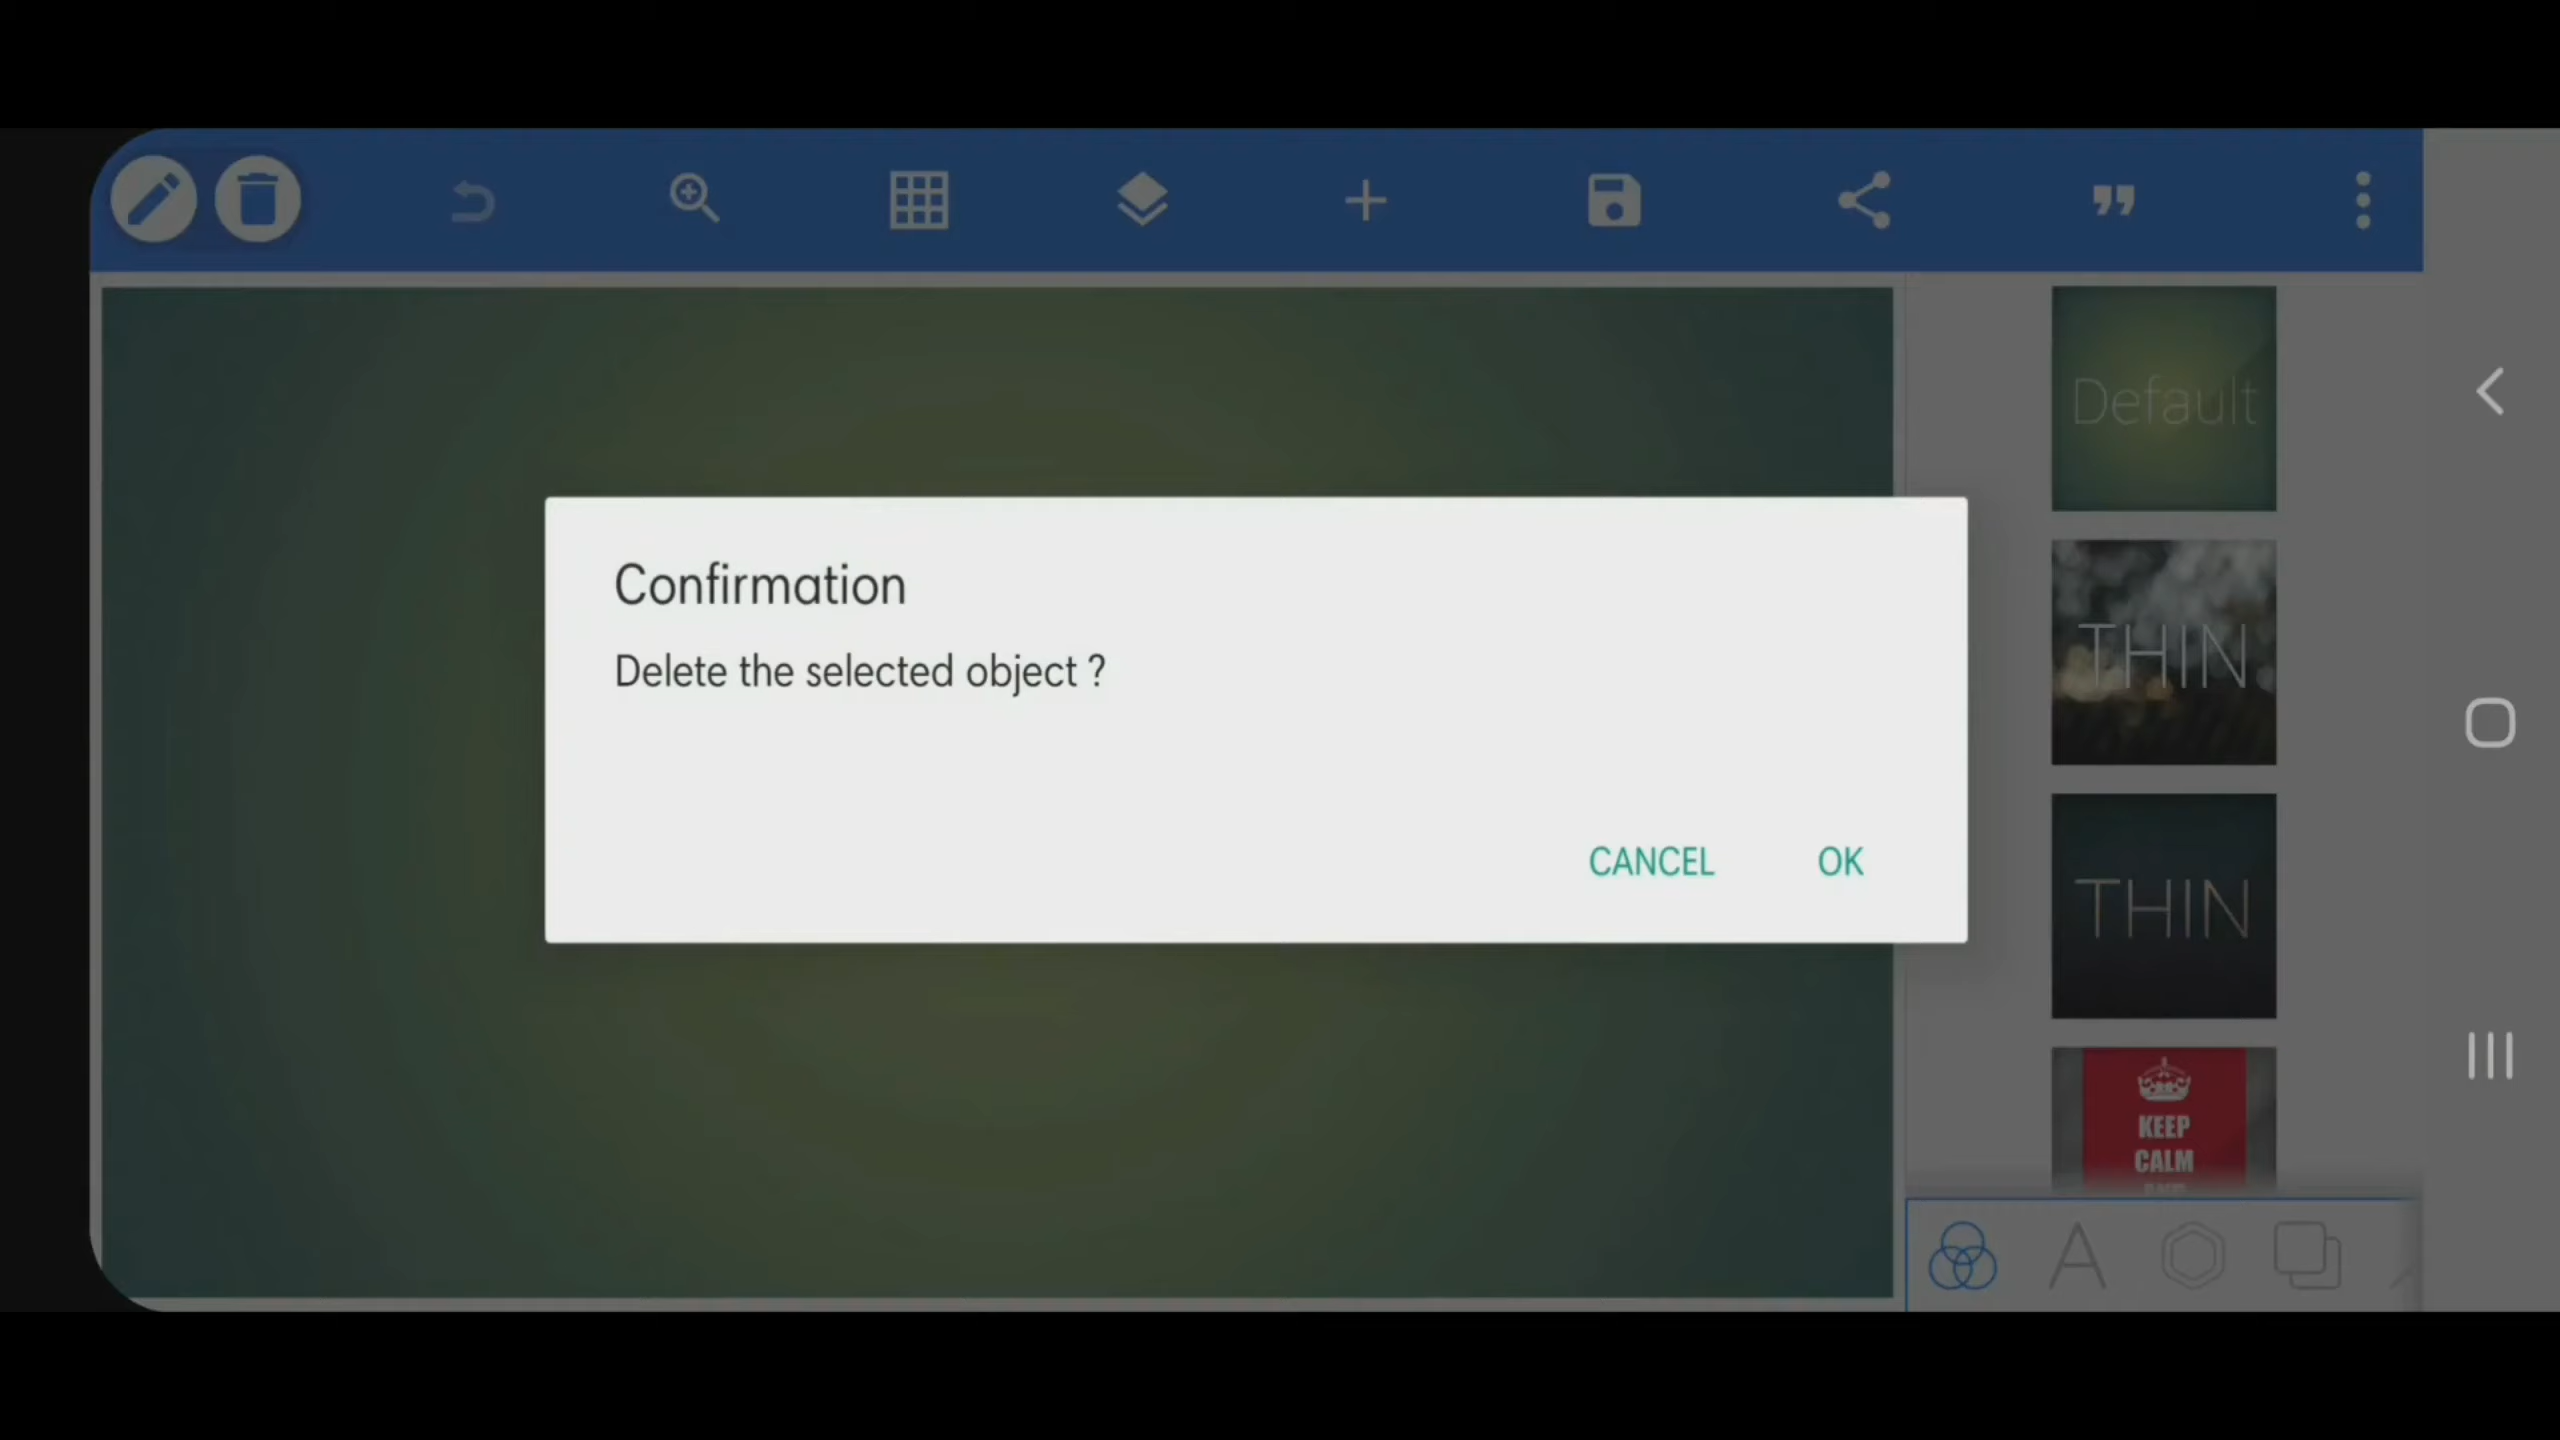 Default
Confirmation
Delete the selected object ?
THIN
CANCEL
OK
THIN
KEEP
CALM